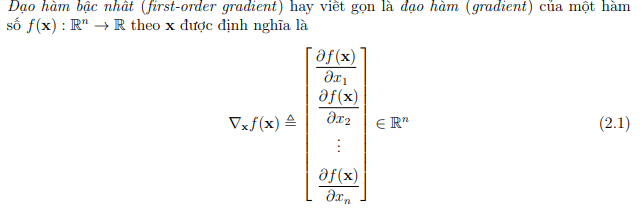 Đạo hàm bậc nhất (first-order gradient) hay viết gọn là đạo hàm (gradient) của một hàm
số f(𝐱) : ℝⁿ → ℝ theo 𝐱 được định nghĩa là
∇ₓf(𝐱) ≜ [∂f(𝐱)/∂x₁
∂f(𝐱)/∂x₂
⋮
∂f(𝐱)/∂xₙ] ∈ ℝⁿ (2.1)